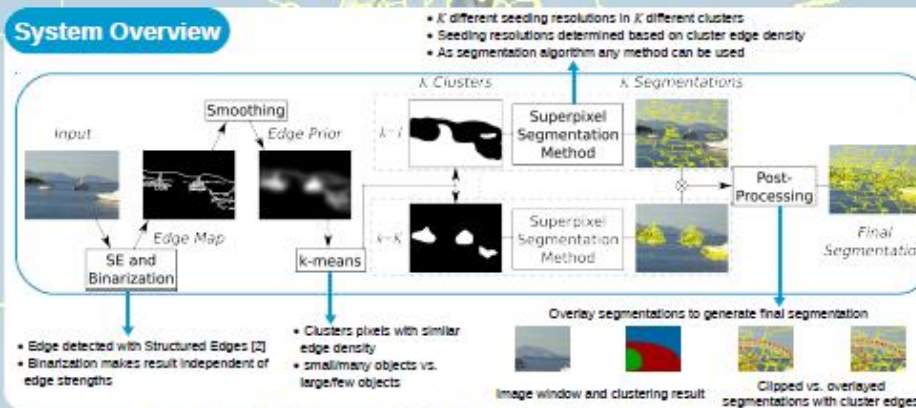 System Overview
• K different seeding resolutions in K different clusters
• Seeding resolutions determined based on cluster edge density
• As segmentation algorithm any method can be used
K Clusters
K Segmentations
Smoothing
Input
Edge Prior
k=1
Superpixel
Segmentation
Method
Edge Map
SE and
Binarization
k-means
k=K
Superpixel
Segmentation
Method
Post-
Processing
Final
Segmentation
• Edge detected with Structured Edges [2]
• Binarization makes result independent of
edge strengths
• Clusters pixels with similar
edge density
• small/many objects vs.
large/few objects
Overlay segmentations to generate final segmentation
Image window and clustering result
Clipped vs. overlayed
segmentations with cluster edges